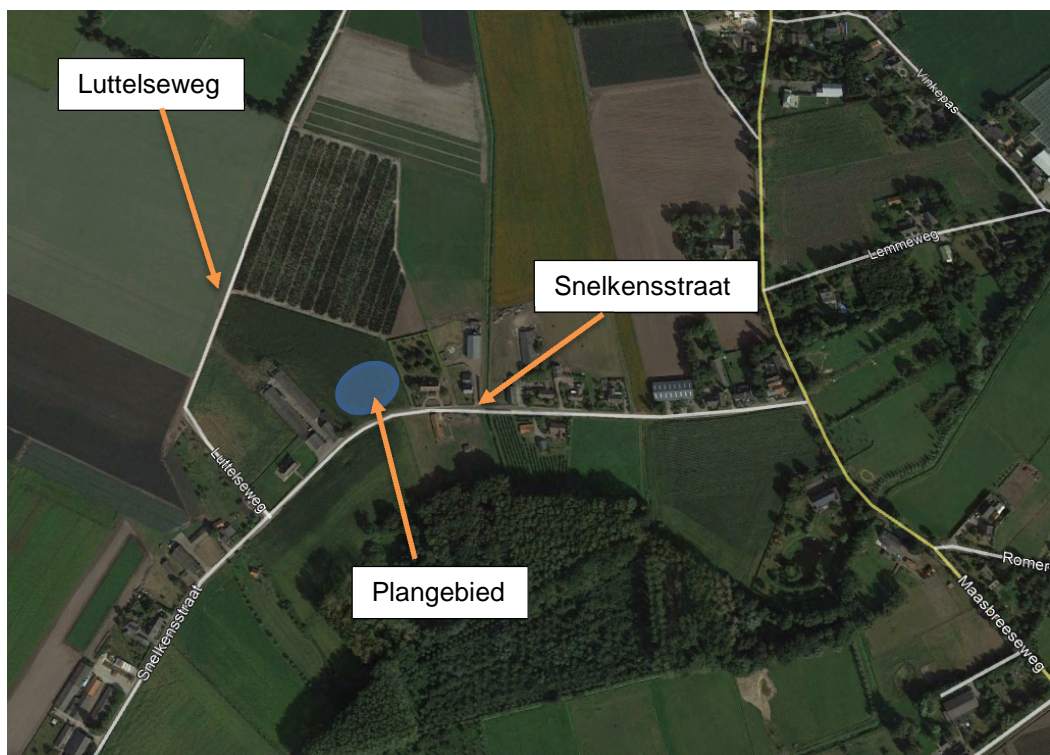 Luttelseweg
Vinkepas
Lemmeweg
Snelkensstraat
Luttelseweg
Plangebied
Snelkensstraat
Romer
Maasbreeseweg